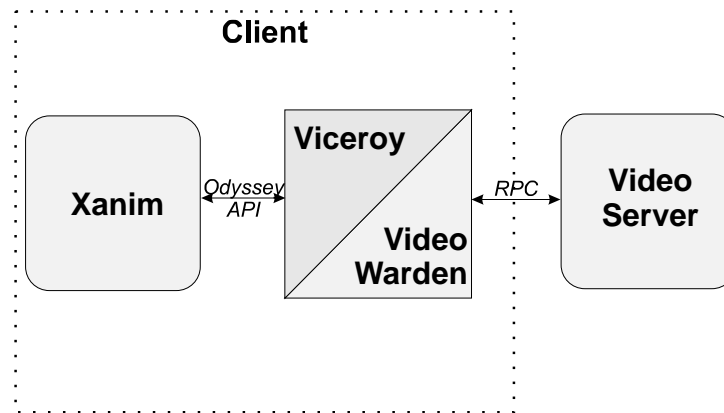 Client
Xanim
Odyssey
API
Viceroy
Video
Warden
RPC
Video
Server